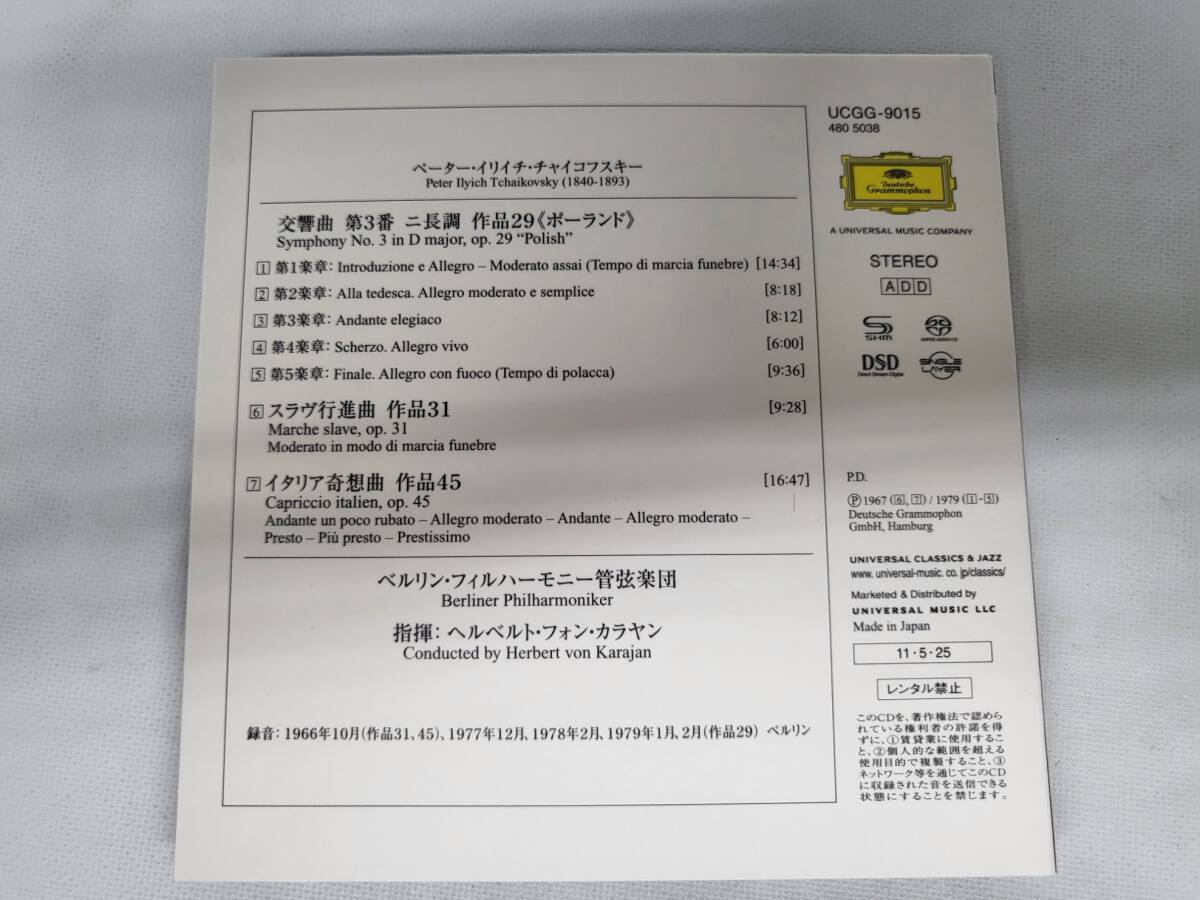 ペーター・イリイチ・チャイコフスキー
Peter Ilyich Tchaikovsky (1840-1893)
交響曲 第3番 ニ長調 作品29《ポーランド》
Symphony No. 3 in D major, op. 29 “Polish”
1 第1楽章: Introduzione e Allegro – Moderato assai (Tempo di marcia funebre) [14:34]
2 第2楽章: Alla tedesca. Allegro moderato e semplice [8:18]
3 第3楽章: Andante elegiaco [8:12]
4 第4楽章: Scherzo. Allegro vivo [6:00]
5 第5楽章: Finale. Allegro con fuoco (Tempo di polacca) [9:36]
6 スラヴ行進曲 作品31 [9:28]
Marche slave, op. 31
Moderato in modo di marcia funebre
7 イタリア奇想曲 作品45 [16:47]
Capriccio italien, op. 45
Andante un poco rubato – Allegro moderato – Andante – Allegro moderato –
Presto – Più presto – Prestissimo
ベルリン・フィルハーモニー管弦楽団
Berliner Philharmoniker
指揮: ヘルベルト・フォン・カラヤン
Conducted by Herbert von Karajan
録音: 1966年10月(作品31、45)、1977年12月、1978年2月、1979年1月、2月(作品29) ベルリン
UCGG-9015
480 5038
Deutsche
Grammophon
A UNIVERSAL MUSIC COMPANY
STEREO
ADD
SHM
SUPER AUDIO CD
DSD
Direct Stream Digital
SINGLE
LAYER
P.D.
Ⓟ 1967 (6, 7) / 1979 (1-5)
Deutsche Grammophon
GmbH, Hamburg
UNIVERSAL CLASSICS & JAZZ
www. universal-music. co. jp/classics/
Marketed & Distributed by
UNIVERSAL MUSIC LLC
Made in Japan
11・5・25
レンタル禁止
このCDを、著作権法で認めら
れている権利者の許諾を得
ずに、①賃貸業に使用するこ
と、②個人的な範囲を超える
使用目的で複製すること、③
ネットワーク等を通じてこのCD
に収録された音を送信できる
状態にすることを禁じます。